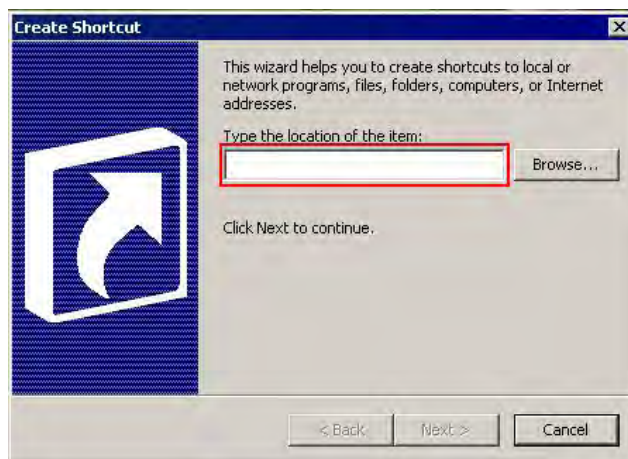 Create Shortcut
This wizard helps you to create shortcuts to local or
network programs, files, folders, computers, or Internet
addresses.
Type the location of the item:
Browse...
Click Next to continue.
< Back
Next >
Cancel